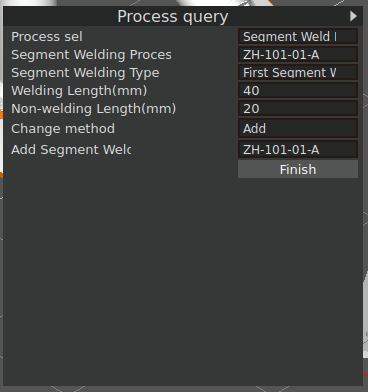 Process query
Process sel Segment Weld
Segment Welding Proces ZH-101-01-A
Segment Welding Type First Segment
Welding Length(mm) 40
Non-welding Length(mm) 20
Change method Add
Add Segment ZH-101-01-A
Finish